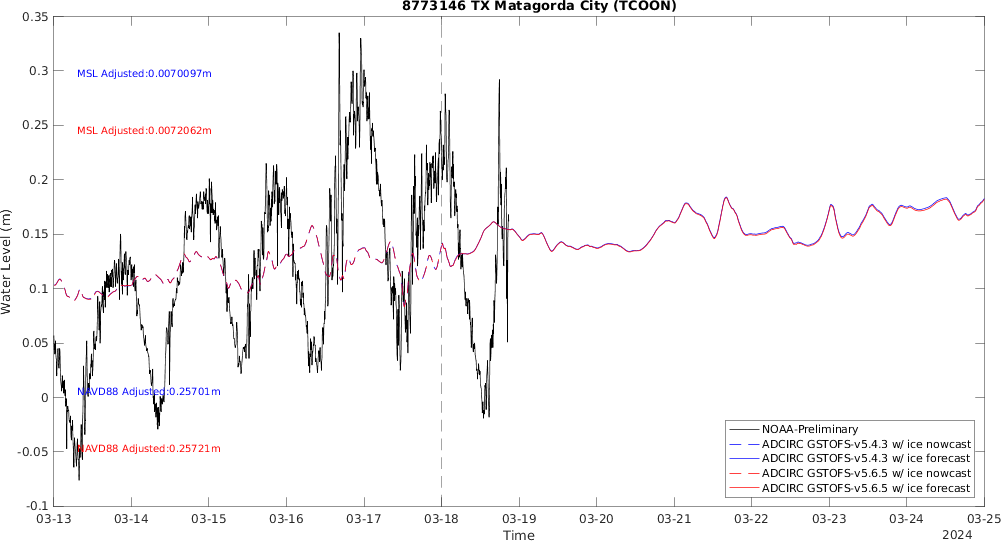 8773146 TX Matagorda City (TCOON)
0.35
0.3
0.25
0.2
0.15
0.1
0.05
0
-0.05
-0.1
Water Level (m)
MSL Adjusted:0.0070097m
MSL Adjusted:0.0072062m
NAVD88 Adjusted:0.25701m
NAVD88 Adjusted:0.25721m
NOAA-Preliminary
ADCIRC GSTOFS-v5.4.3 w/ ice nowcast
ADCIRC GSTOFS-v5.4.3 w/ ice forecast
ADCIRC GSTOFS-v5.6.5 w/ ice nowcast
ADCIRC GSTOFS-v5.6.5 w/ ice forecast
03-13 03-14 03-15 03-16 03-17 03-18 03-19 03-20 03-21 03-22 03-23 03-24 03-25
Time
2024